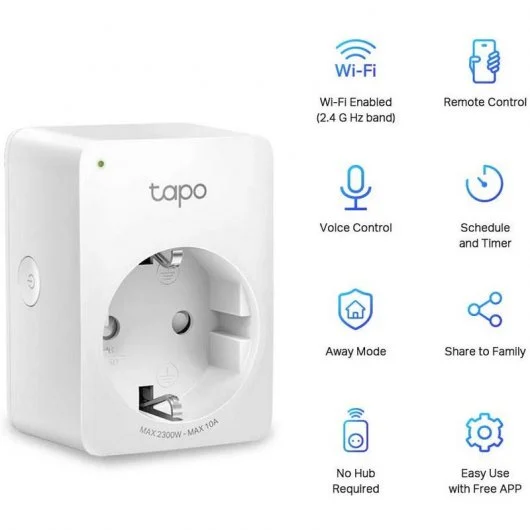 tapo
MAX 2300W - MAX 10A
Wi-Fi
Wi-Fi Enabled
(2.4 G Hz band)
Remote Control
Voice Control
Schedule
and Timer
Away Mode
Share to Family
No Hub
Required
Easy Use
with Free APP